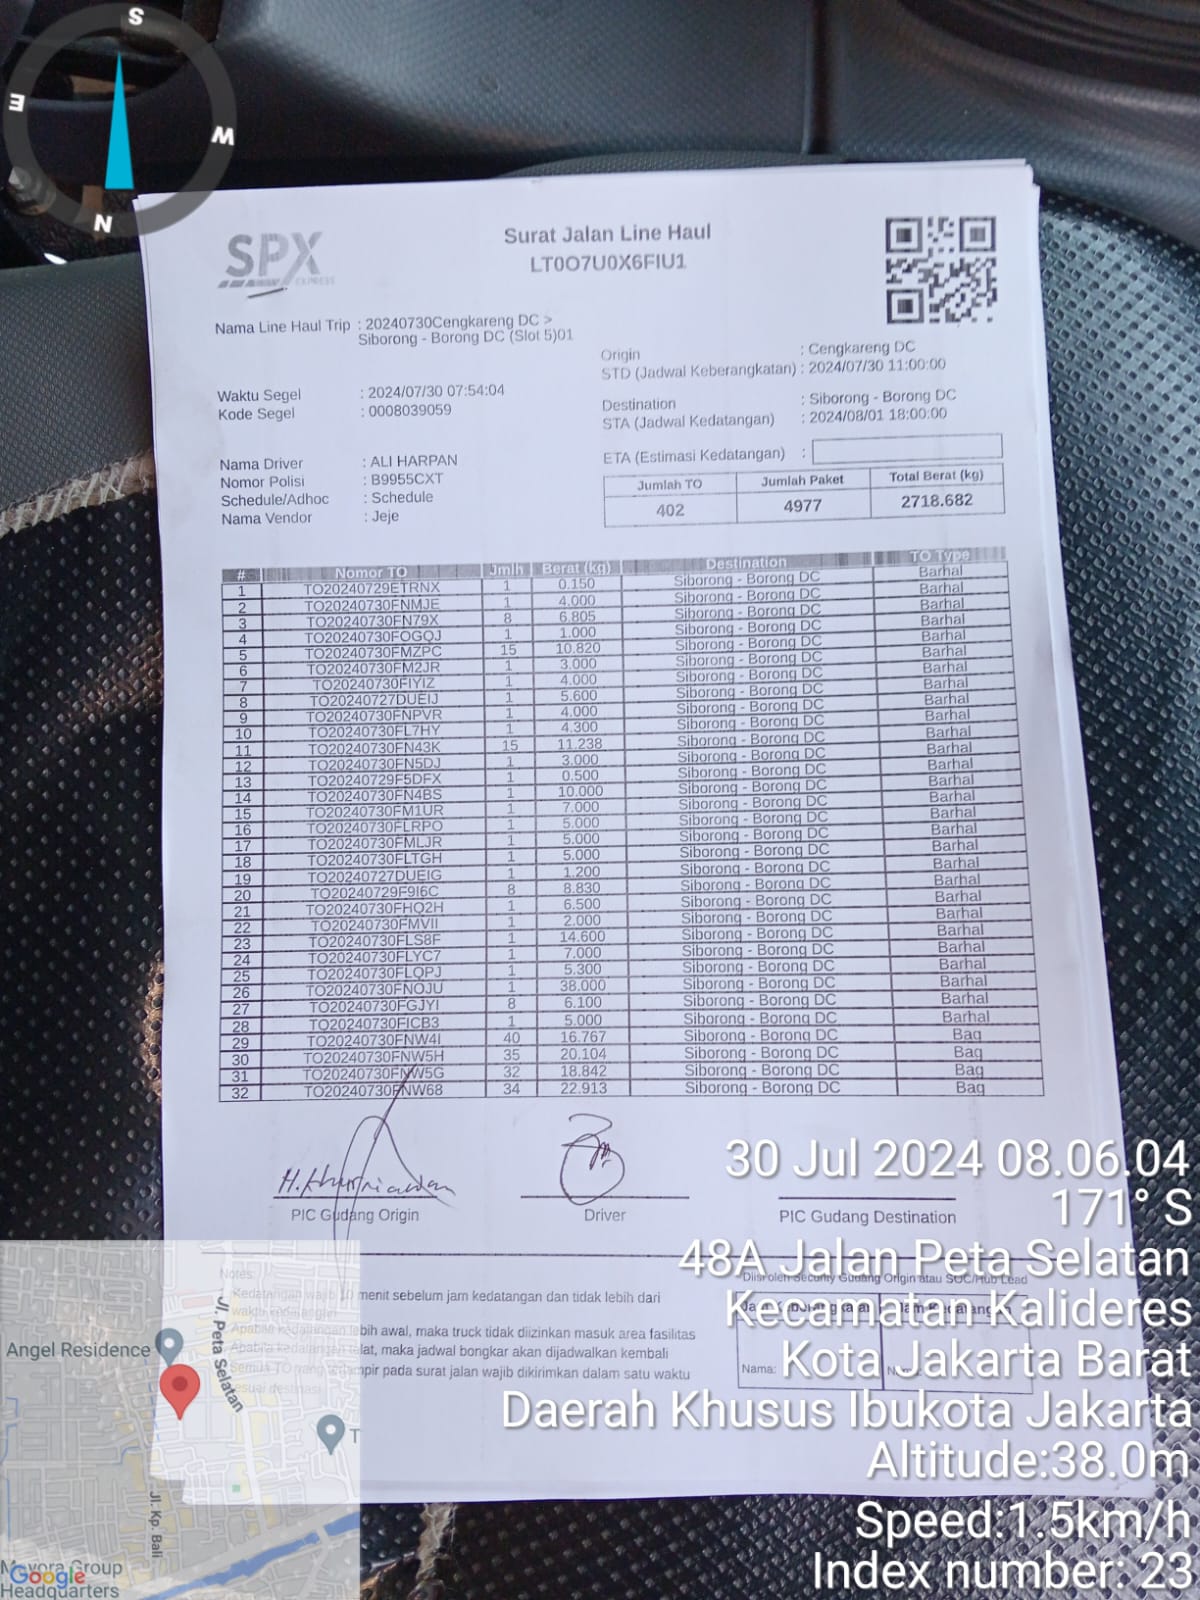 S
E
W
N
SPX
EXPRESS
Surat Jalan Line Haul
LT0O7U0X6FIU1
Nama Line Haul Trip : 20240730Cengkareng DC >
Siborong - Borong DC (Slot 5)01
Origin : Cengkareng DC
STD (Jadwal Keberangkatan) : 2024/07/30 11:00:00
Waktu Segel : 2024/07/30 07:54:04
Kode Segel : 0008039059
Destination : Siborong - Borong DC
STA (Jadwal Kedatangan) : 2024/08/01 18:00:00
ETA (Estimasi Kedatangan) :
Nama Driver : ALI HARPAN
Nomor Polisi : B9955CXT
Schedule/Adhoc : Schedule
Nama Vendor : Jeje
Jumlah TO Jumlah Paket Total Berat (kg)
402 4977 2718.682
# Nomor TO Jmlh Berat (kg) Destination TO Type
1 TO20240729ETRNX 1 0.150 Siborong - Borong DC Barhal
2 TO20240730FNMJE 1 4.000 Siborong - Borong DC Barhal
3 TO20240730FN79X 8 6.805 Siborong - Borong DC Barhal
4 TO20240730FOGQJ 1 1.000 Siborong - Borong DC Barhal
5 TO20240730FMZPC 15 10.820 Siborong - Borong DC Barhal
6 TO20240730FM2JR 1 3.000 Siborong - Borong DC Barhal
7 TO20240730FIYIZ 1 4.000 Siborong - Borong DC Barhal
8 TO20240727DUEIJ 1 5.600 Siborong - Borong DC Barhal
9 TO20240730FNPVR 1 4.000 Siborong - Borong DC Barhal
10 TO20240730FL7HY 1 4.300 Siborong - Borong DC Barhal
11 TO20240730FN43K 15 11.238 Siborong - Borong DC Barhal
12 TO20240730FN5DJ 1 3.000 Siborong - Borong DC Barhal
13 TO20240729F5DFX 1 0.500 Siborong - Borong DC Barhal
14 TO20240730FN4BS 1 10.000 Siborong - Borong DC Barhal
15 TO20240730FM1UR 1 7.000 Siborong - Borong DC Barhal
16 TO20240730FLRPO 1 5.000 Siborong - Borong DC Barhal
17 TO20240730FMLJR 1 5.000 Siborong - Borong DC Barhal
18 TO20240730FLTGH 1 5.000 Siborong - Borong DC Barhal
19 TO20240727DUEIG 1 1.200 Siborong - Borong DC Barhal
20 TO20240729F9I6C 8 8.830 Siborong - Borong DC Barhal
21 TO20240730FHQ2H 1 6.500 Siborong - Borong DC Barhal
22 TO20240730FMVII 1 2.000 Siborong - Borong DC Barhal
23 TO20240730FLS8F 1 14.600 Siborong - Borong DC Barhal
24 TO20240730FLYC7 1 7.000 Siborong - Borong DC Barhal
25 TO20240730FLQPJ 1 5.300 Siborong - Borong DC Barhal
26 TO20240730FNOJU 1 38.000 Siborong - Borong DC Barhal
27 TO20240730FGJYI 8 6.100 Siborong - Borong DC Barhal
28 TO20240730FICB3 1 5.000 Siborong - Borong DC Barhal
29 TO20240730FNW4I 40 16.767 Siborong - Borong DC Bag
30 TO20240730FNW5H 35 20.104 Siborong - Borong DC Bag
31 TO20240730FNW5G 32 18.842 Siborong - Borong DC Bag
32 TO20240730FNW68 34 22.913 Siborong - Borong DC Bag
H. Khusniawan
PIC Gudang Origin
Driver
PIC Gudang Destination
Notes:
Kedatangan wajib menit sebelum jam kedatangan dan tidak lebih dari
waktu kedatangan
Apabila kedatangan lebih awal, maka truck tidak diizinkan masuk area fasilitas
Apabila kedatangan telat, maka jadwal bongkar akan dijadwalkan kembali
Semua TO yang terlampir pada surat jalan wajib dikirimkan dalam satu waktu
sesuai destinasi
Diisi oleh Security Gudang Origin atau SOC/Hub Lead
Nama:
30 Jul 2024 08.06.04
171° S
48A Jalan Peta Selatan
Kecamatan Kalideres
Kota Jakarta Barat
Daerah Khusus Ibukota Jakarta
Altitude:38.0m
Speed:1.5km/h
Index number: 23
Angel Residence
Jl. Peta Selatan
T
Jl. Kp. Bali
Mayora Group
Headquarters
Google